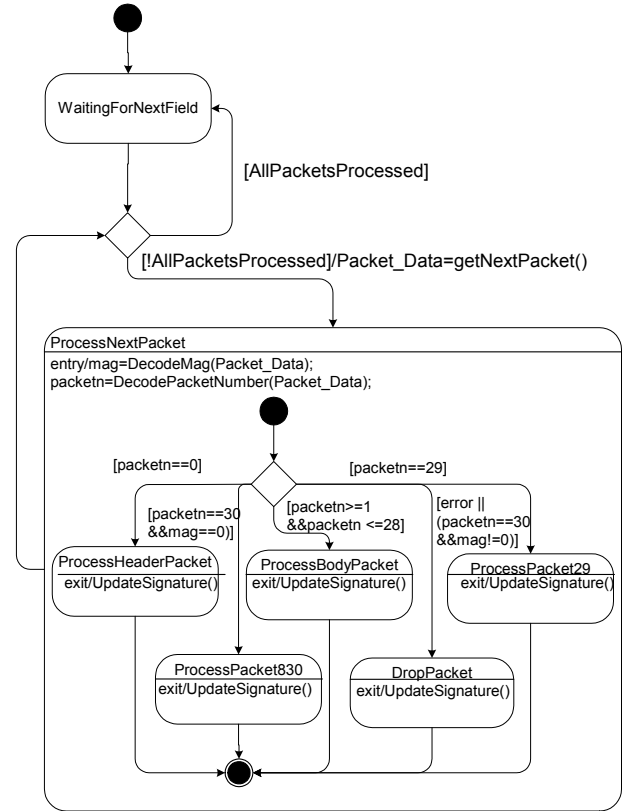 WaitingForNextField
[AllPacketsProcessed]
[!AllPacketsProcessed]/Packet_Data=getNextPacket()
ProcessNextPacket
entry/mag=DecodeMag(Packet_Data);
packetn=DecodePacketNumber(Packet_Data);
[packetn==0]
[packetn==29]
[packetn==30
&&mag==0)]
[packetn>=1
&&packetn <=28]
[error ||
(packetn==30
&&mag!=0)]
ProcessHeaderPacket
exit/UpdateSignature()
ProcessBodyPacket
exit/UpdateSignature()
ProcessPacket29
exit/UpdateSignature()
ProcessPacket830
exit/UpdateSignature()
DropPacket
exit/UpdateSignature()